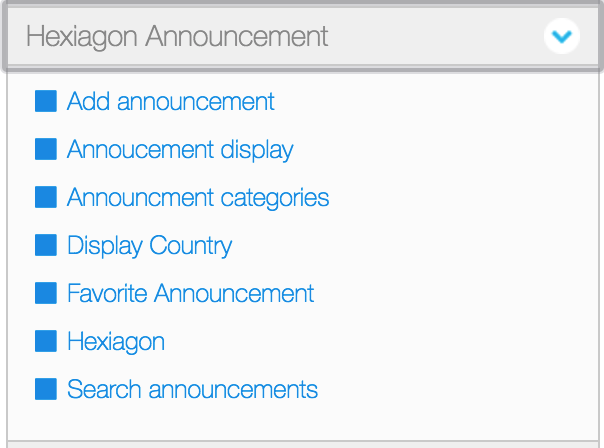 Hexiagon Announcement
Add announcement
Annoucement display
Announcment categories
Display Country
Favorite Announcement
Hexiagon
Search announcements